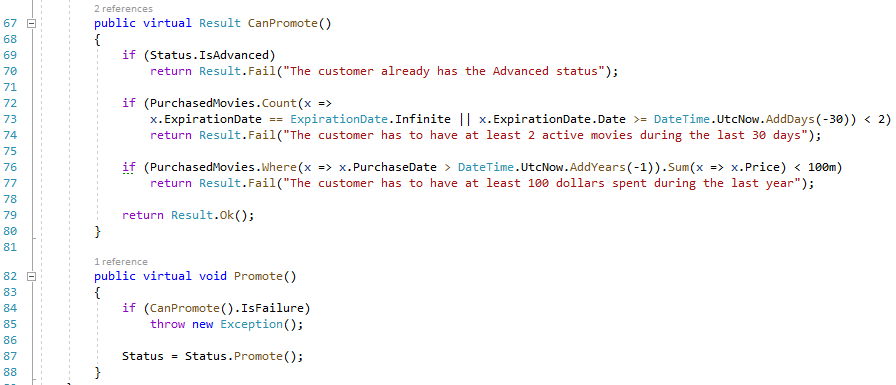 2 references
67 public virtual Result CanPromote()
68 {
69 if (Status.IsAdvanced)
70 return Result.Fail("The customer already has the Advanced status");
71
72 if (PurchasedMovies.Count(x =>
73 x.ExpirationDate == ExpirationDate.Infinite || x.ExpirationDate.Date >= DateTime.UtcNow.AddDays(-30)) < 2)
74 return Result.Fail("The customer has to have at least 2 active movies during the last 30 days");
75
76 if (PurchasedMovies.Where(x => x.PurchaseDate > DateTime.UtcNow.AddYears(-1)).Sum(x => x.Price) < 100m)
77 return Result.Fail("The customer has to have at least 100 dollars spent during the last year");
78
79 return Result.Ok();
80 }
81
1 reference
82 public virtual void Promote()
83 {
84 if (CanPromote().IsFailure)
85 throw new Exception();
86
87 Status = Status.Promote();
88 }